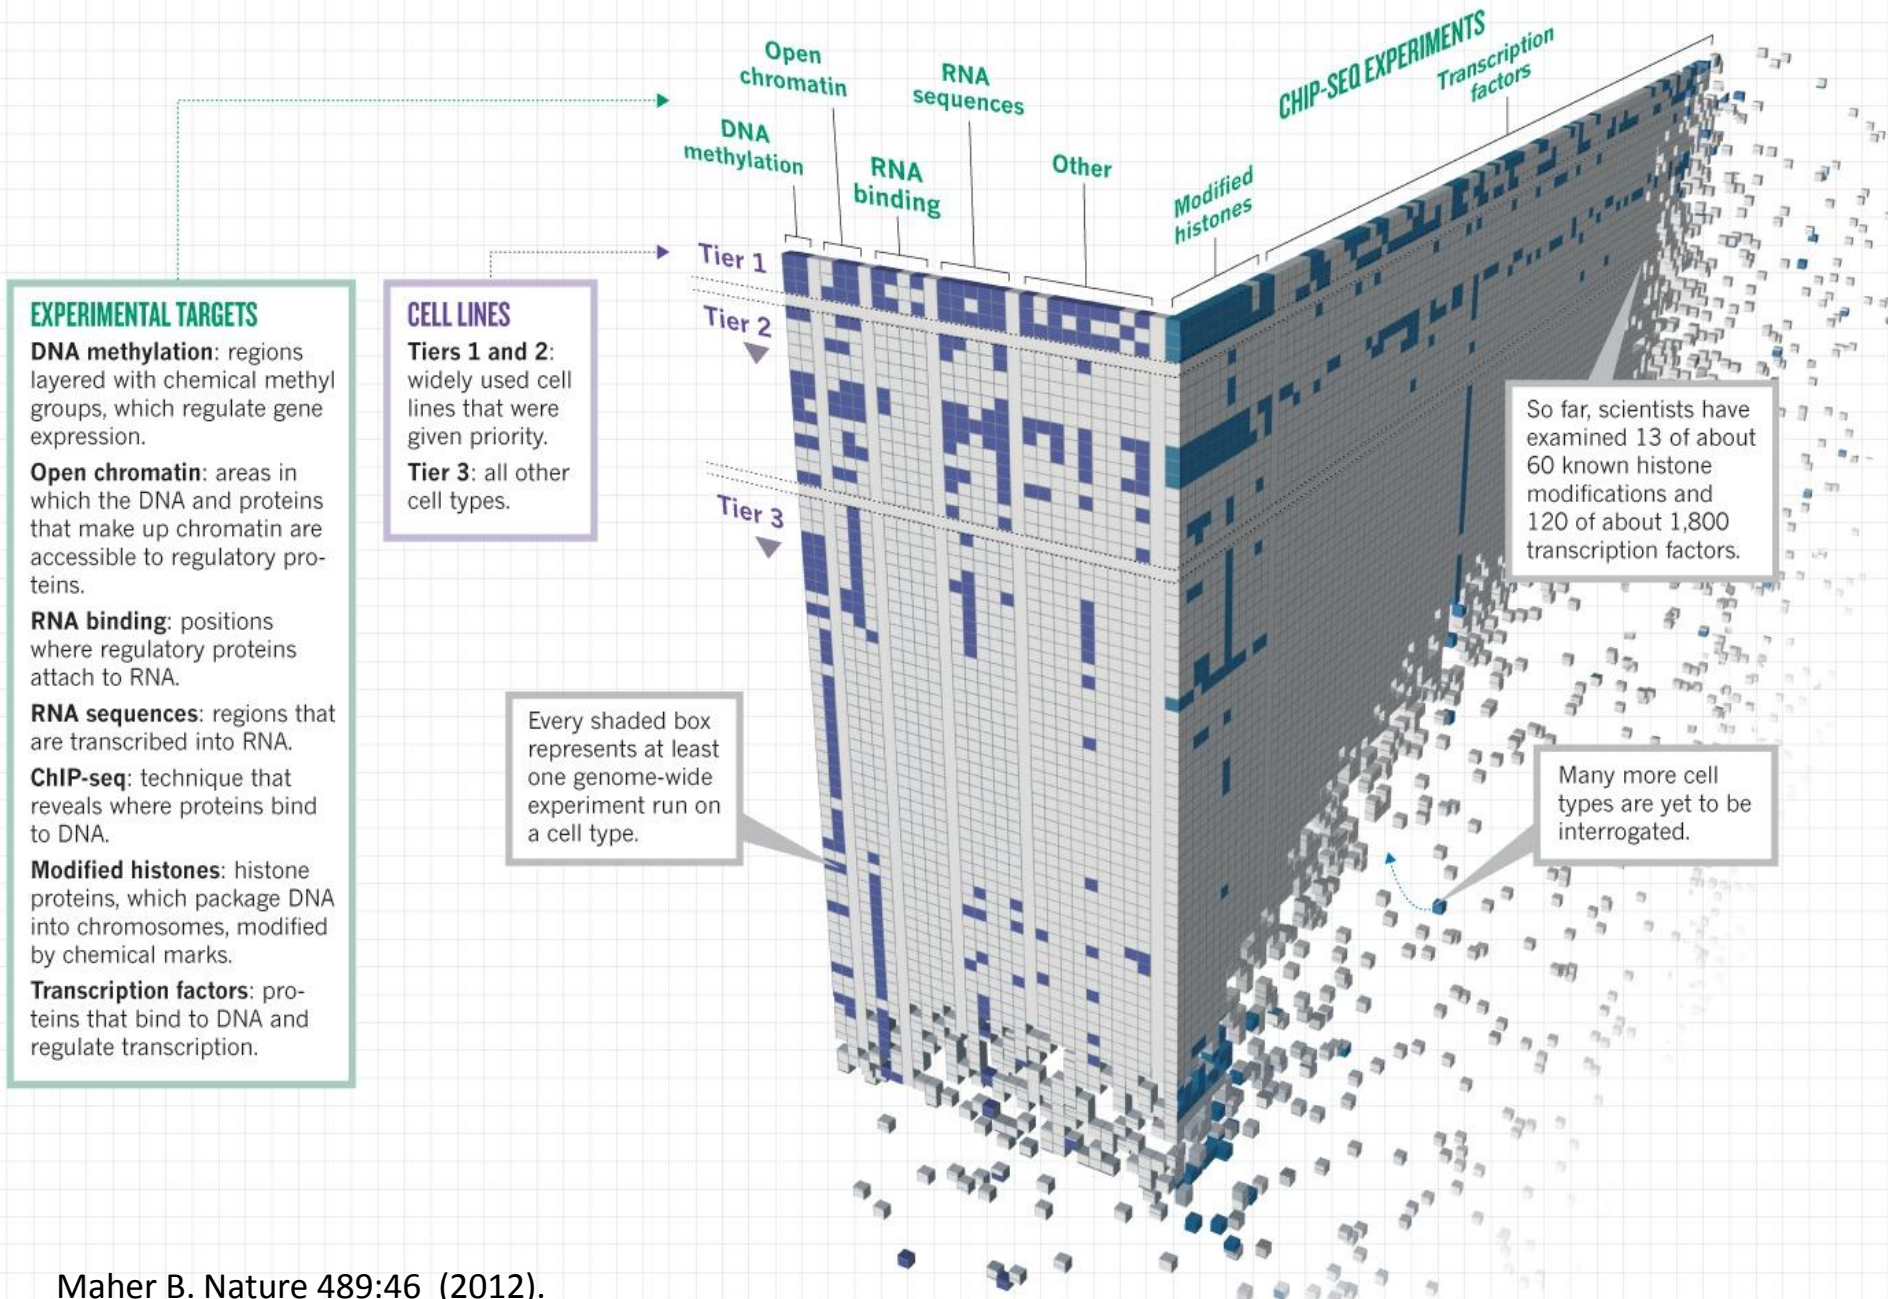 CHIP-SEQ EXPERIMENTS
Transcription
factors
Open
chromatin
RNA
sequences
DNA
methylation
RNA
binding
Other
Modified
histones
Tier 1
Tier 2
Tier 3
EXPERIMENTAL TARGETS
DNA methylation: regions
layered with chemical methyl
groups, which regulate gene
expression.
Open chromatin: areas in
which the DNA and proteins
that make up chromatin are
accessible to regulatory pro-
teins.
RNA binding: positions
where regulatory proteins
attach to RNA.
RNA sequences: regions that
are transcribed into RNA.
ChIP-seq: technique that
reveals where proteins bind
to DNA.
Modified histones: histone
proteins, which package DNA
into chromosomes, modified
by chemical marks.
Transcription factors: pro-
teins that bind to DNA and
regulate transcription.
CELL LINES
Tiers 1 and 2:
widely used cell
lines that were
given priority.
Tier 3: all other
cell types.
So far, scientists have
examined 13 of about
60 known histone
modifications and
120 of about 1,800
transcription factors.
Every shaded box
represents at least
one genome-wide
experiment run on
a cell type.
Many more cell
types are yet to be
interrogated.
Maher B. Nature 489:46 (2012).